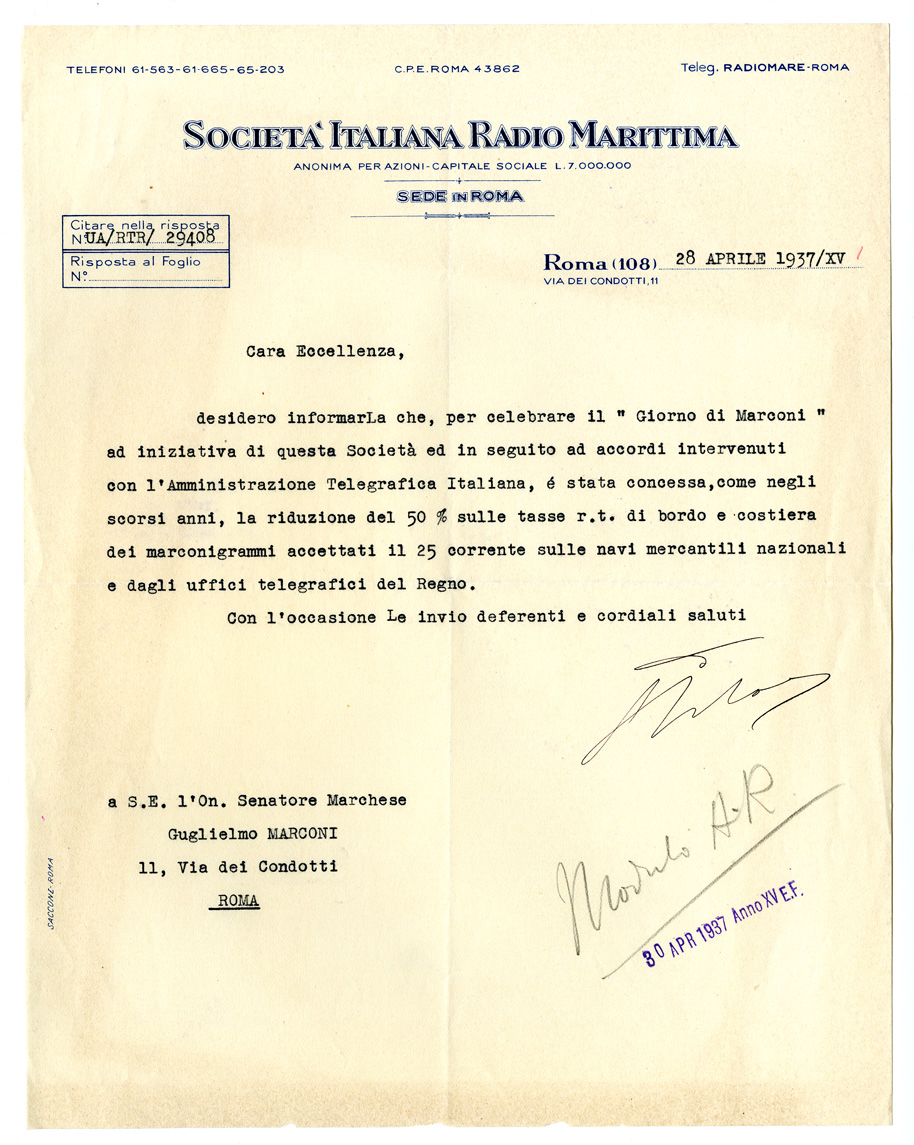 TELEFONI 61-563-61-665-65-203
C.P.E. ROMA 43862
Teleg. RADIOMARE-ROMA
SOCIETA' ITALIANA RADIO MARITTIMA
ANONIMA PER AZIONI-CAPITALE SOCIALE L.7.000.000
SEDE IN ROMA
Citare nella risposta
N° UA/RTR/ 29408
Risposta al Foglio
N°
Roma (108) 28 APRILE 1937/XV
VIA DEI CONDOTTI, 11
Cara Eccellenza,
desidero informarLa che, per celebrare il " Giorno di Marconi "
ad iniziativa di questa Società ed in seguito ad accordi intervenuti
con l'Amministrazione Telegrafica Italiana, é stata concessa,come negli
scorsi anni, la riduzione del 50 % sulle tasse r.t. di bordo e costiera
dei marconigrammi accettati il 25 corrente sulle navi mercantili nazionali
e dagli uffici telegrafici del Regno.
Con l'occasione Le invio deferenti e cordiali saluti
a S.E. l'On. Senatore Marchese
Guglielmo MARCONI
11, Via dei Condotti
ROMA
Modulo A.R
30 APR 1937 Anno XV E.F.
SACCONE-ROMA